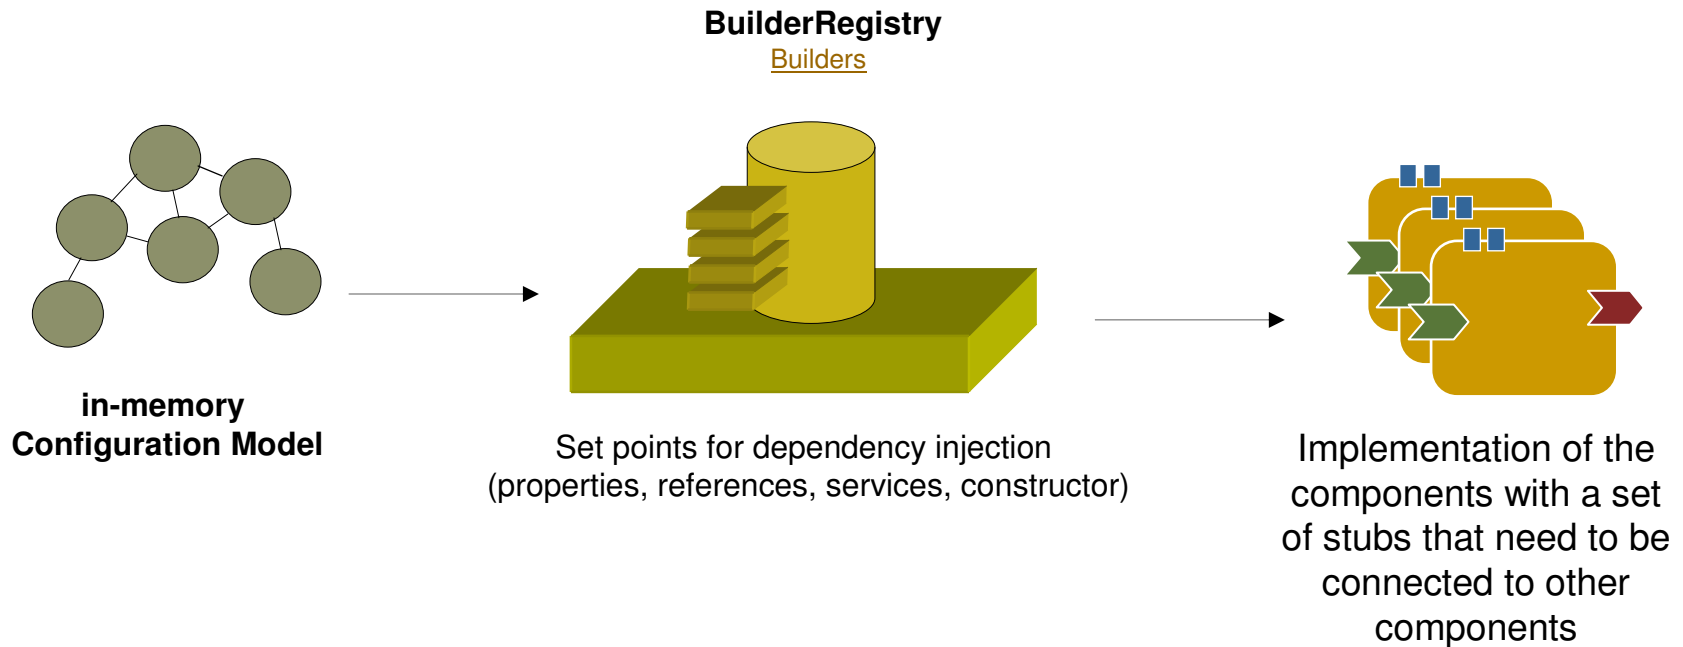 BuilderRegistry
Builders
in-memory
Configuration Model
Set points for dependency injection
(properties, references, services, constructor)
Implementation of the
components with a set
of stubs that need to be
connected to other
components